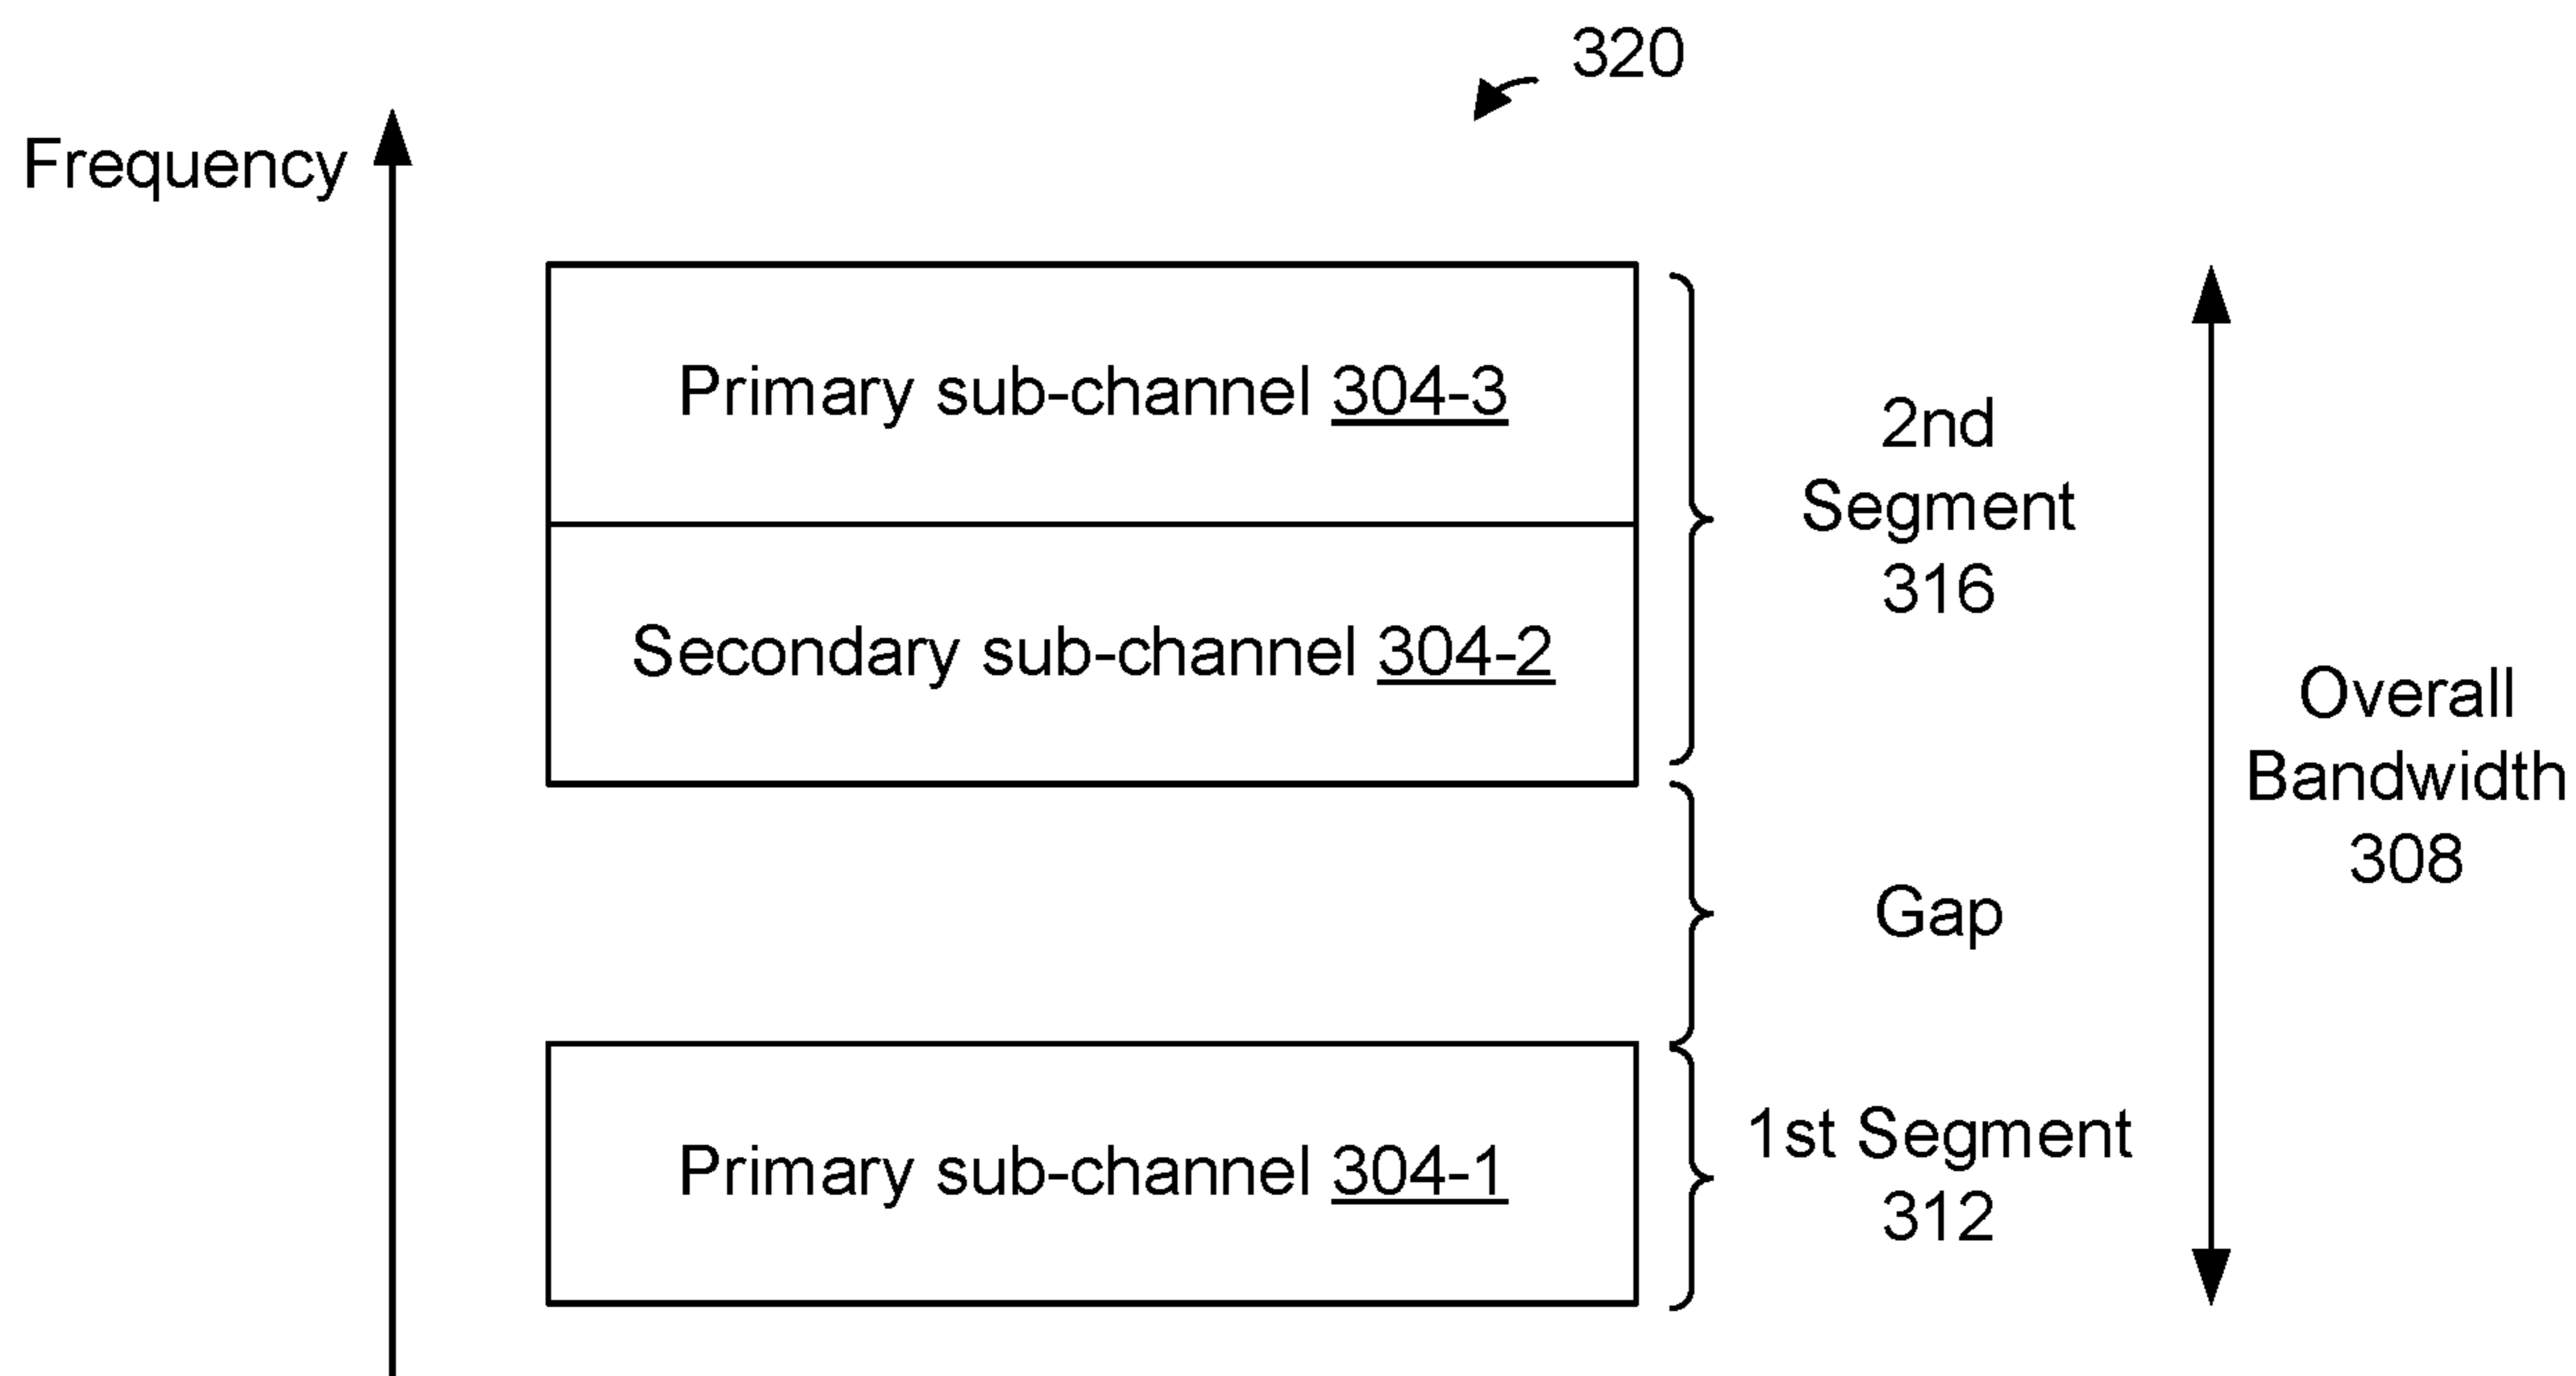 320
Frequency
Primary sub-channel 304-3
Secondary sub-channel 304-2
2nd
Segment
316
Overall
Bandwidth
308
Gap
Primary sub-channel 304-1
1st Segment
312